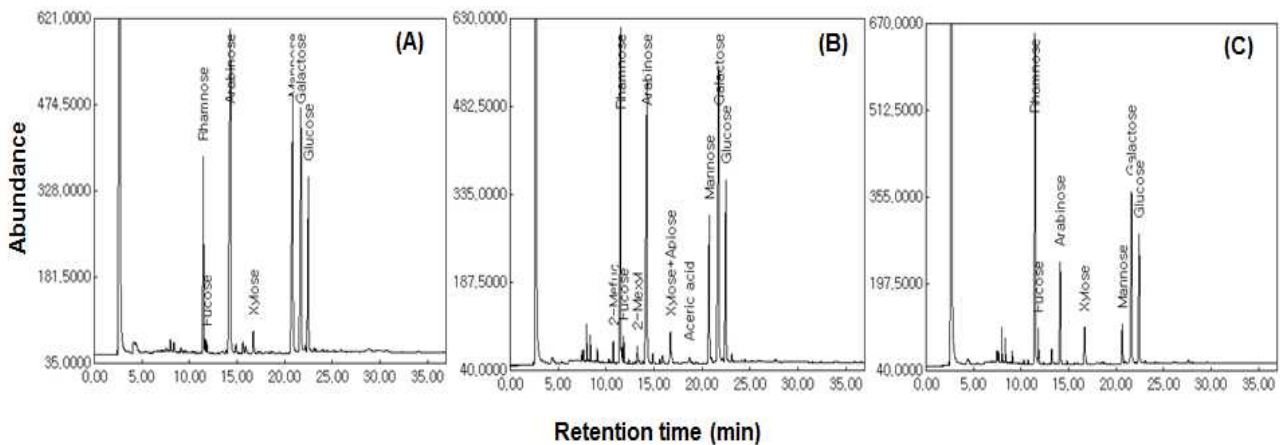 Abundance
621.0000
474.5000
328.0000
181.5000
35.0000
(A)
Rhamnose
Fucose
Arabinose
Xylose
Galactose
Glucose
0.00 5.00 10.00 15.00 20.00 25.00 30.00 35.00
630.0000
482.5000
335.0000
187.5000
40.0000
(B)
2-Mefuc
Rhamnose
Fucose
2-Mexyl
Arabinose
Xylose+Apiose
Aceric acid
Mannose
Galactose
Glucose
0.00 5.00 10.00 15.00 20.00 25.00 30.00 35.00
670.0000
512.5000
355.0000
197.5000
40.0000
(C)
Rhamnose
Fucose
Arabinose
Xylose
Mannose
Galactose
Glucose
0.00 5.00 10.00 15.00 20.00 25.00 30.00 35.00
Retention time (min)